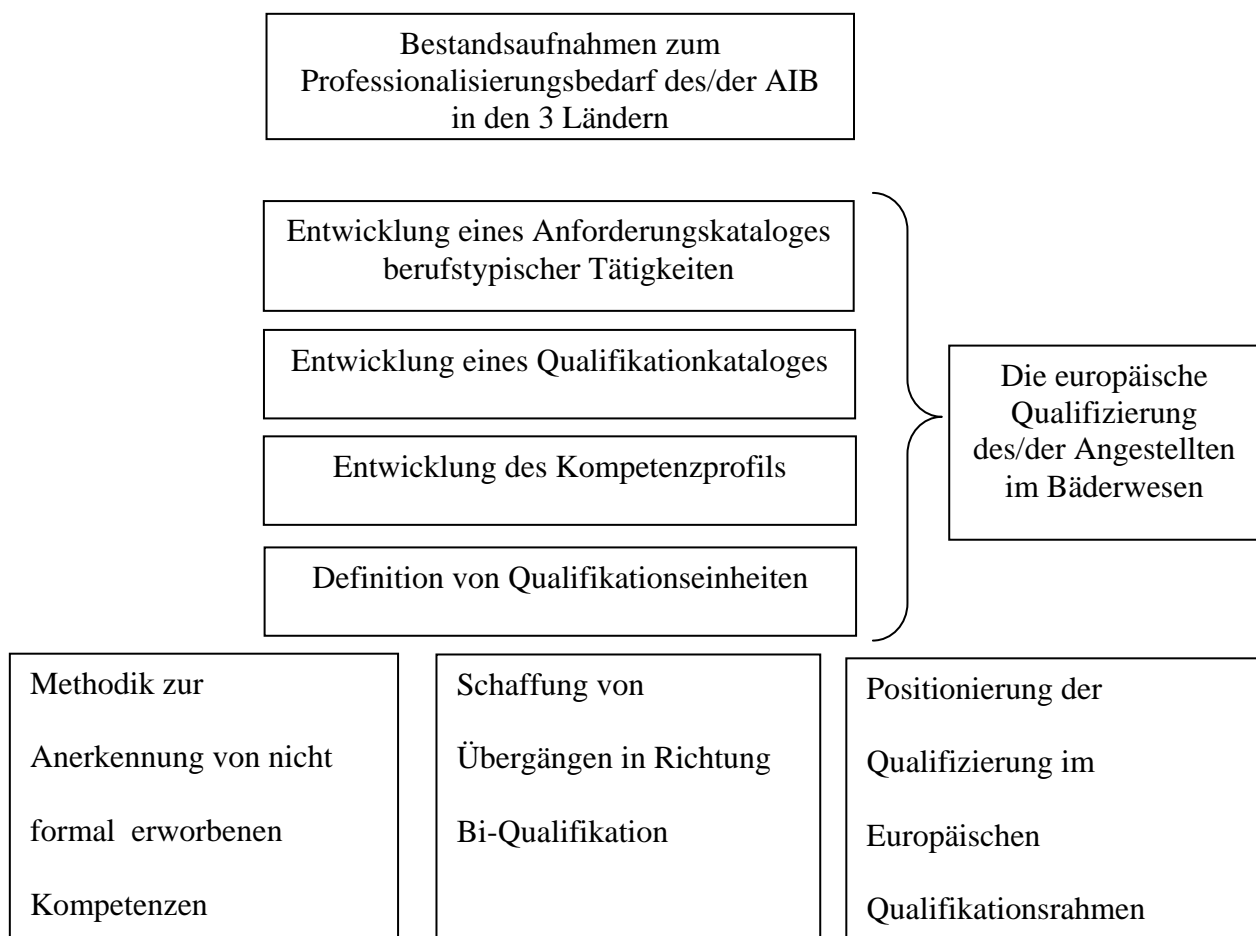 Bestandsaufnahmen zum
Professionalisierungsbedarf des/der AIB
in den 3 Ländern
Entwicklung eines Anforderungskataloges
berufstypischer Tätigkeiten
Entwicklung eines Qualifikationkataloges
Entwicklung des Kompetenzprofils
Definition von Qualifikationseinheiten
Die europäische
Qualifizierung
des/der Angestellten
im Bäderwesen
Methodik zur
Anerkennung von nicht
formal erworbenen
Kompetenzen
Schaffung von
Übergängen in Richtung
Bi-Qualifikation
Positionierung der
Qualifizierung im
Europäischen
Qualifikationsrahmen